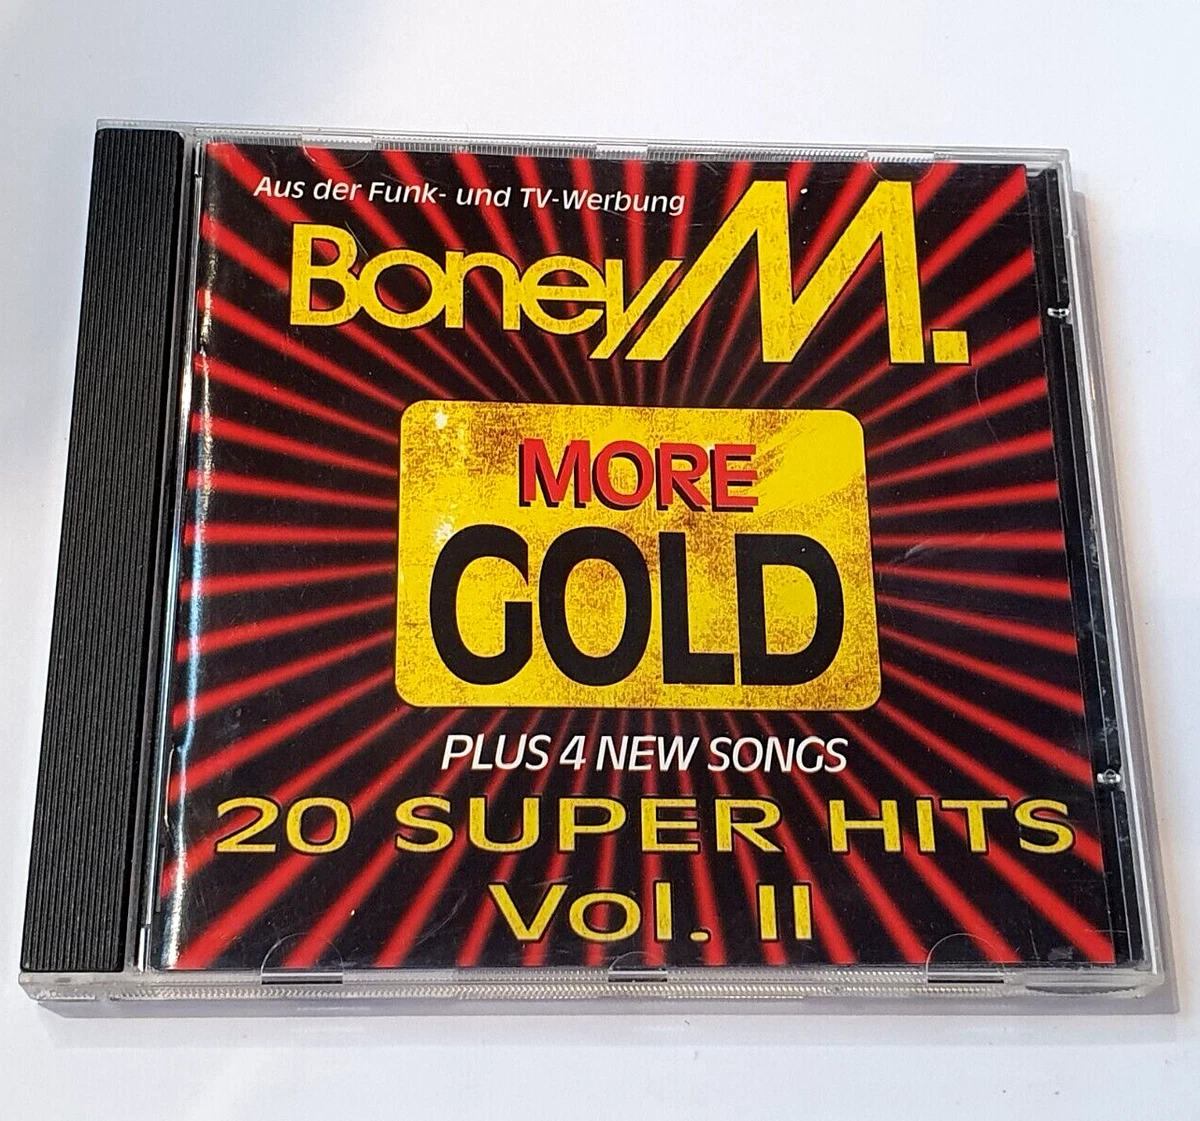 Aus der Funk- und TV-Werbung
Boney M.
MORE
GOLD
PLUS 4 NEW SONGS
20 SUPER HITS
Vol. II